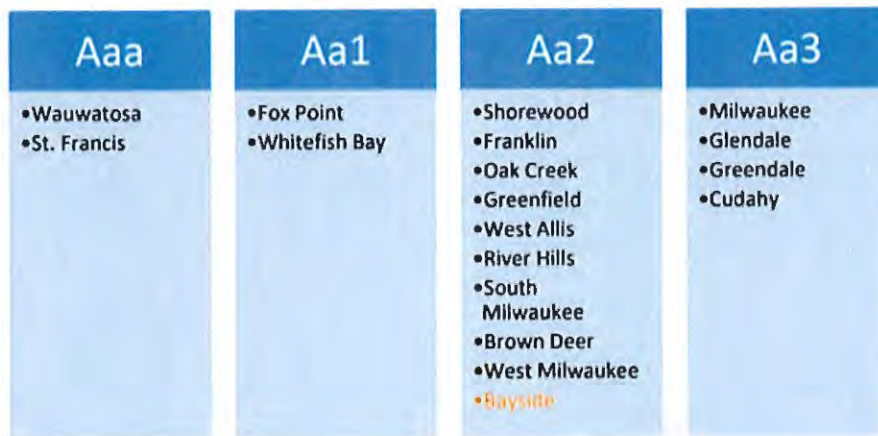 Aaa
•Wauwatosa
•St. Francis
Aa1
•Fox Point
•Whitefish Bay
Aa2
•Shorewood
•Franklin
•Oak Creek
•Greenfield
•West Allis
•River Hills
•South
Milwaukee
•Brown Deer
•West Milwaukee
•Bayside
Aa3
•Milwaukee
•Glendale
•Greendale
•Cudahy